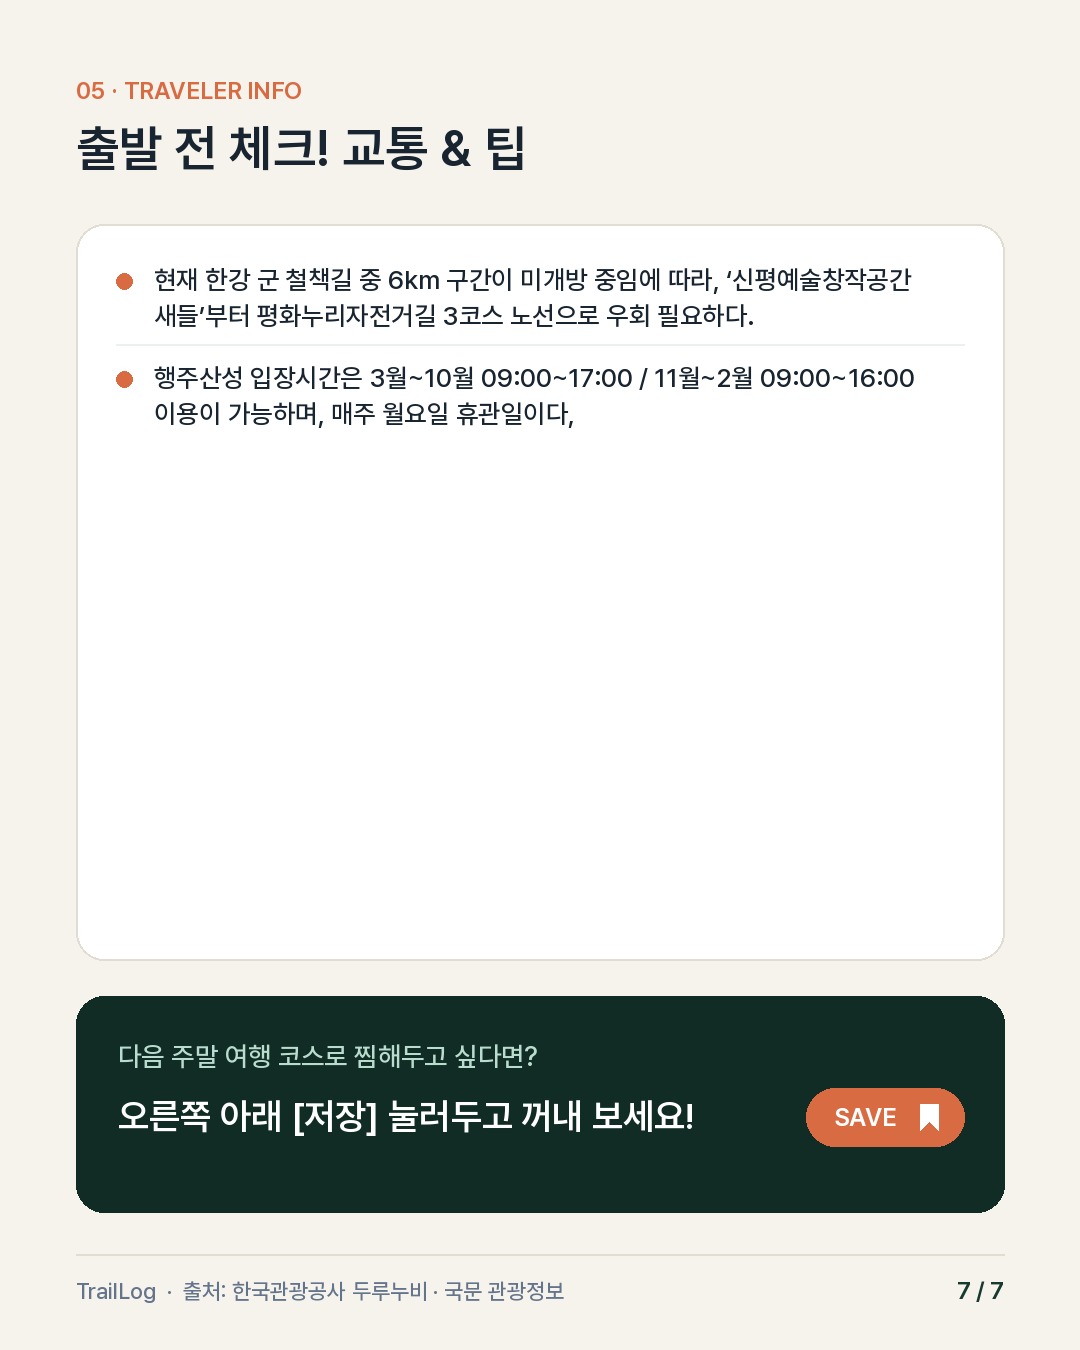 05 · TRAVELER INFO
출발 전 체크! 교통 & 팁
현재 한강 군 철책길 중 6km 구간이 미개방 중임에 따라, ‘신평예술창작공간
새들’부터 평화누리자전거길 3코스 노선으로 우회 필요하다.
행주산성 입장시간은 3월~10월 09:00~17:00 / 11월~2월 09:00~16:00
이용이 가능하며, 매주 월요일 휴관일이다,
다음 주말 여행 코스로 찜해두고 싶다면?
오른쪽 아래 [저장] 눌러두고 꺼내 보세요!
SAVE
TrailLog · 출처: 한국관광공사 두루누비 · 국문 관광정보
7 / 7